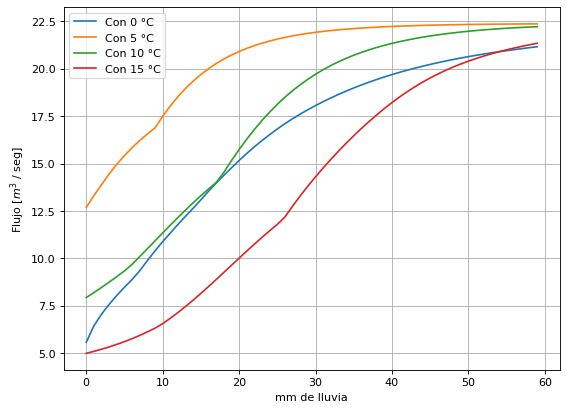 22.5
20.0
17.5
15.0
12.5
10.0
7.5
5.0
Flujo [m³ / seg]
Con 0 °C
Con 5 °C
Con 10 °C
Con 15 °C
0 10 20 30 40 50 60
mm de lluvia